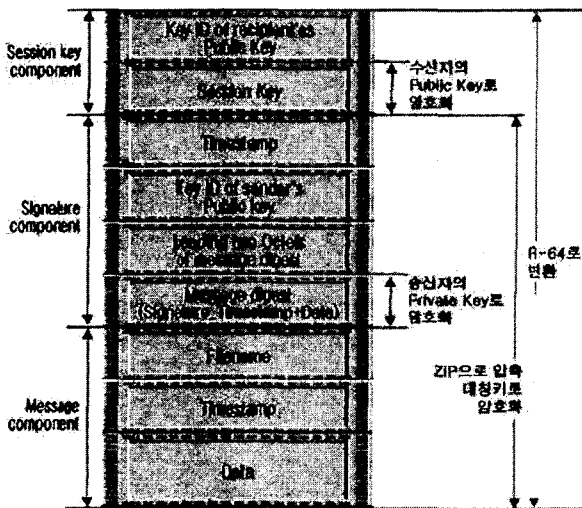 Session key
component
Key ID of recipient's
Public Key
Session Key
수신자의
Public Key로
암호화
Signature
component
Timestamp
Key ID of sender's
Public key
Leading two Octets
of message digest
Message digest
(Signature Timestamp+Data)
송신자의
Private Key로
암호화
R-64로
변환
Message
component
Filename
Timestamp
Data
ZIP으로 압축
대칭키로
암호화